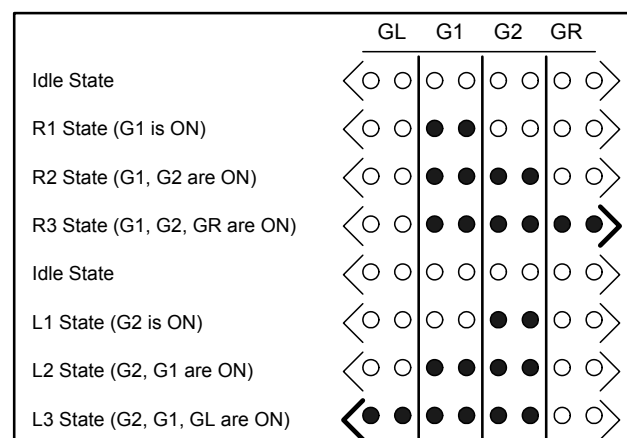 GL G1 G2 GR
Idle State
R1 State (G1 is ON)
R2 State (G1, G2 are ON)
R3 State (G1, G2, GR are ON)
Idle State
L1 State (G2 is ON)
L2 State (G2, G1 are ON)
L3 State (G2, G1, GL are ON)